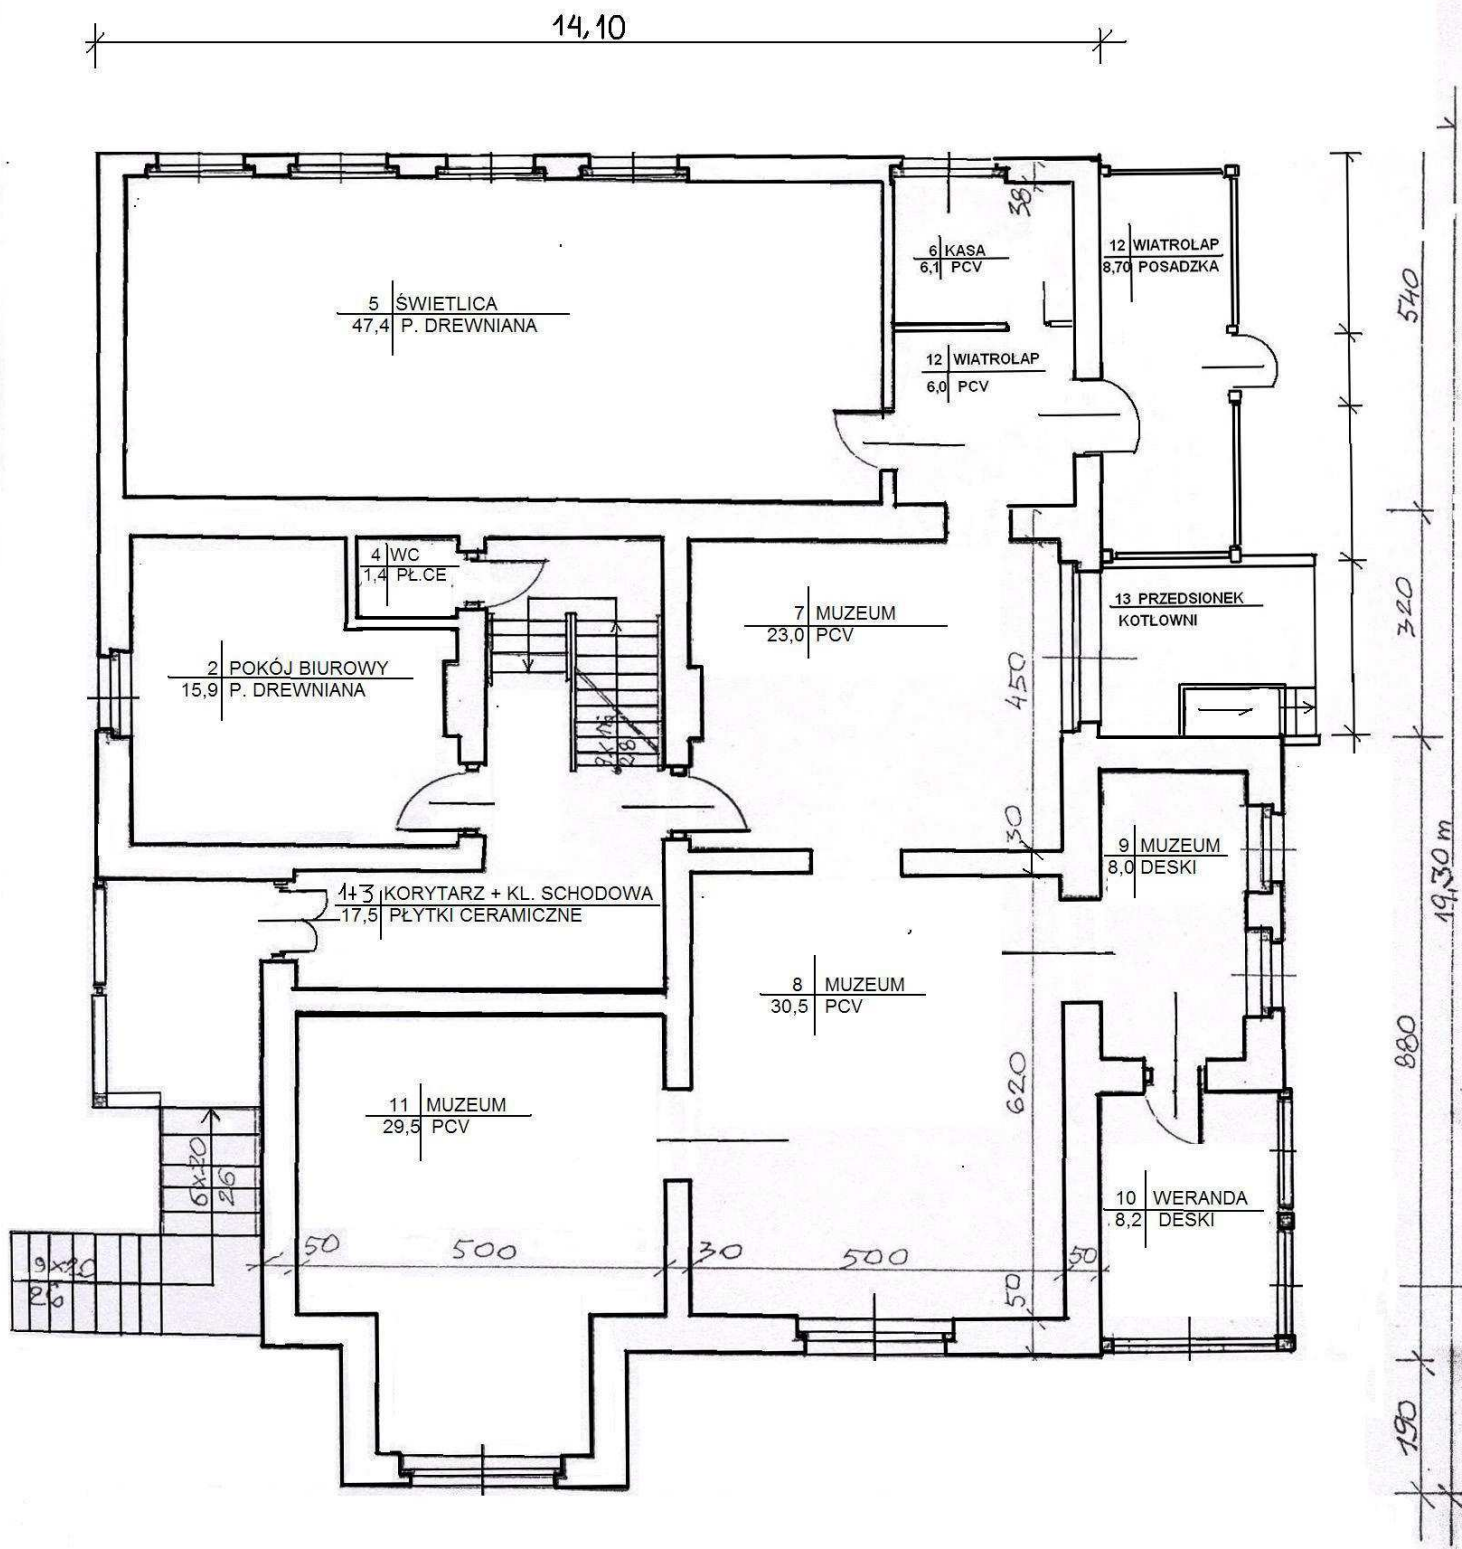 14,10
38
6 KASA
6,1 PCV
12 WIATROLAP
8,70 POSADZKA
5 ŚWIETLICA
47,4 P. DREWNIANA
12 WIATROLAP
6,0 PCV
540
4 WC
1,4 PŁ.CE
7 MUZEUM
23,0 PCV
13 PRZEDSIONEK
KOTŁOWNI
320
2 POKÓJ BIUROWY
15,9 P. DREWNIANA
450
28
30
9 MUZEUM
8,0 DESKI
1+3 KORYTARZ + KL. SCHODOWA
17,5 PŁYTKI CERAMICZNE
19,30 m
8 MUZEUM
30,5 PCV
880
620
11 MUZEUM
29,5 PCV
6x20
26
10 WERANDA
8,2 DESKI
50
500
30
500
50
9x20
26
50
190